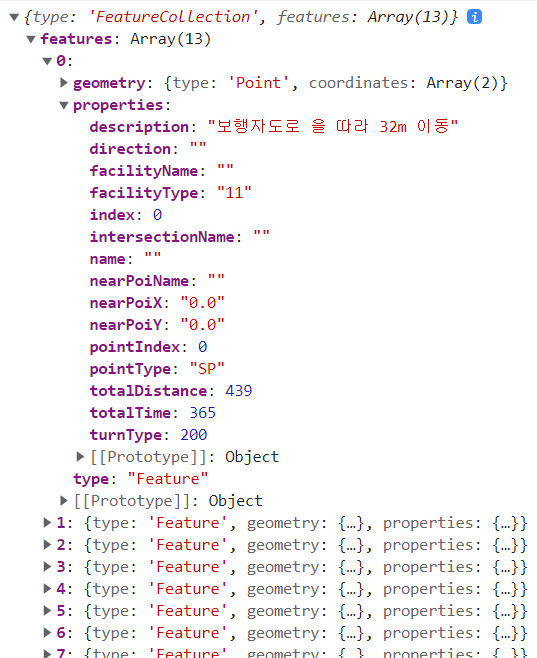 {type: 'FeatureCollection', features: Array(13)} i
features: Array(13)
0:
geometry: {type: 'Point', coordinates: Array(2)}
properties:
description: "보행자도로 을 따라 32m 이동"
direction: ""
facilityName: ""
facilityType: "11"
index: 0
intersectionName: ""
name: ""
nearPoiName: ""
nearPoiX: "0.0"
nearPoiY: "0.0"
pointIndex: 0
pointType: "SP"
totalDistance: 439
totalTime: 365
turnType: 200
[[Prototype]]: Object
type: "Feature"
[[Prototype]]: Object
1: {type: 'Feature', geometry: {…}, properties: {…}}
2: {type: 'Feature', geometry: {…}, properties: {…}}
3: {type: 'Feature', geometry: {…}, properties: {…}}
4: {type: 'Feature', geometry: {…}, properties: {…}}
5: {type: 'Feature', geometry: {…}, properties: {…}}
6: {type: 'Feature', geometry: {…}, properties: {…}}
7: {type: 'Feature', geometry: {…}, properties: {…}}